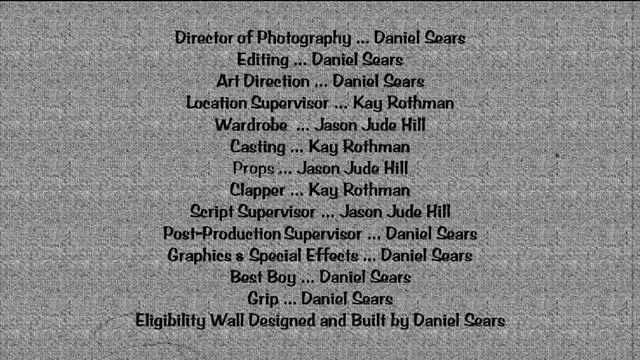 Director of Photography ... Daniel Sears
Editing ... Daniel Sears
Art Direction ... Daniel Sears
Location Supervisor ... Kay Rothman
Wardrobe ... Jason Jude Hill
Casting ... Kay Rothman
Props ... Jason Jude Hill
Clapper ... Kay Rothman
Script Supervisor ... Jason Jude Hill
Post-Production Supervisor ... Daniel Sears
Graphics & Special Effects ... Daniel Sears
Best Boy ... Daniel Sears
Grip ... Daniel Sears
Eligibility Wall Designed and Built by Daniel Sears